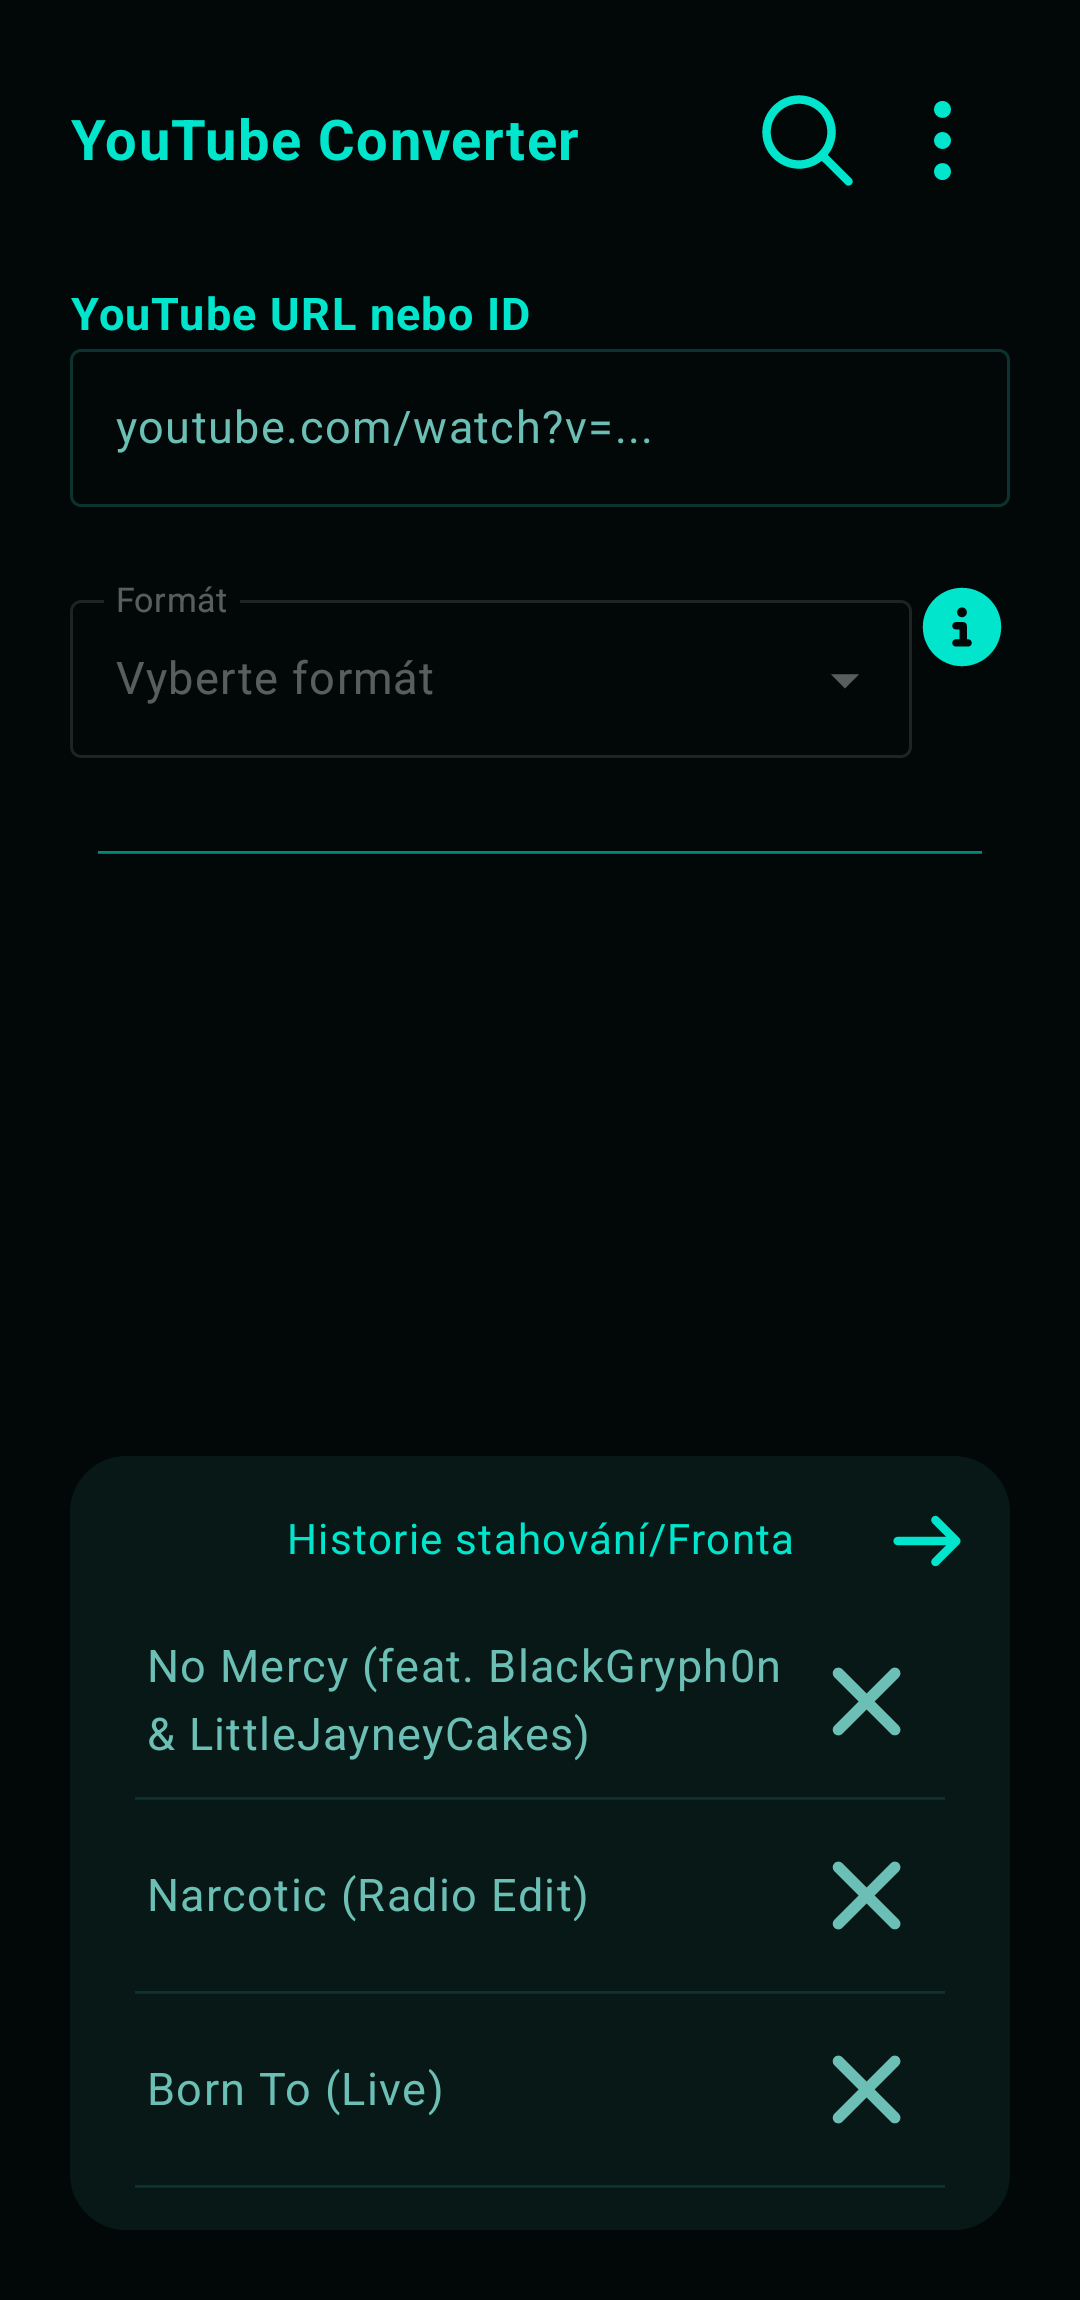 YouTube Converter
YouTube URL nebo ID
youtube.com/watch?v=...
Formát
Vyberte formát
Historie stahování/Fronta
No Mercy (feat. BlackGryph0n
& LittleJayneyCakes)
Narcotic (Radio Edit)
Born To (Live)